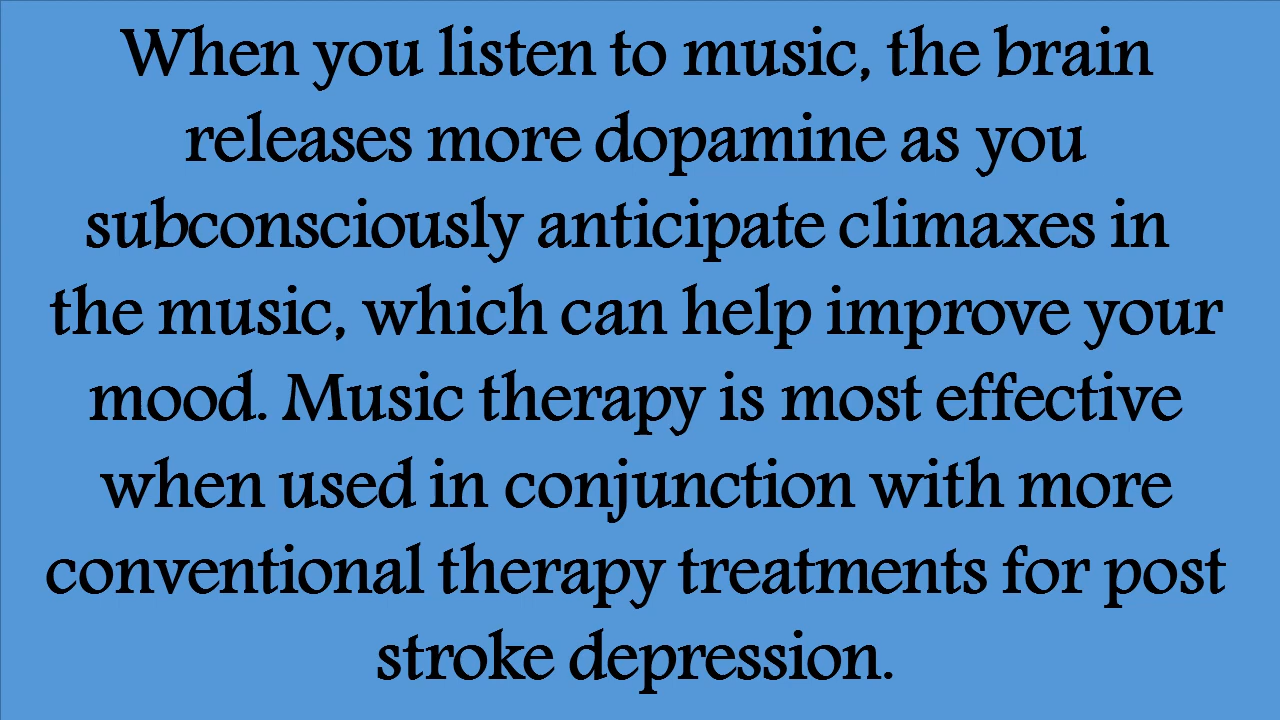 When you listen to music, the brain
releases more dopamine as you
subconsciously anticipate climaxes in
the music, which can help improve your
mood. Music therapy is most effective
when used in conjunction with more
conventional therapy treatments for post
stroke depression.